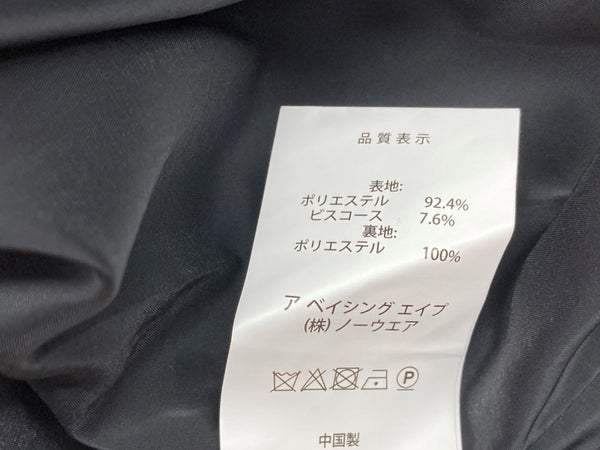 品質表示
表地:
ポリエステル 92.4%
ビスコース 7.6%
裏地:
ポリエステル 100%
ア ベイシング エイプ
(株) ノーウエア
P
中国製